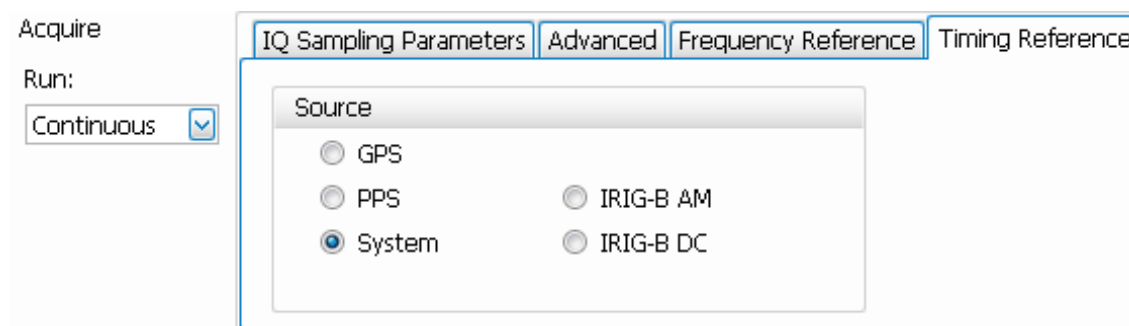 Acquire
IQ Sampling Parameters Advanced Frequency Reference Timing Reference
Run:
Continuous
Source
GPS
PPS IRIG-B AM
System IRIG-B DC